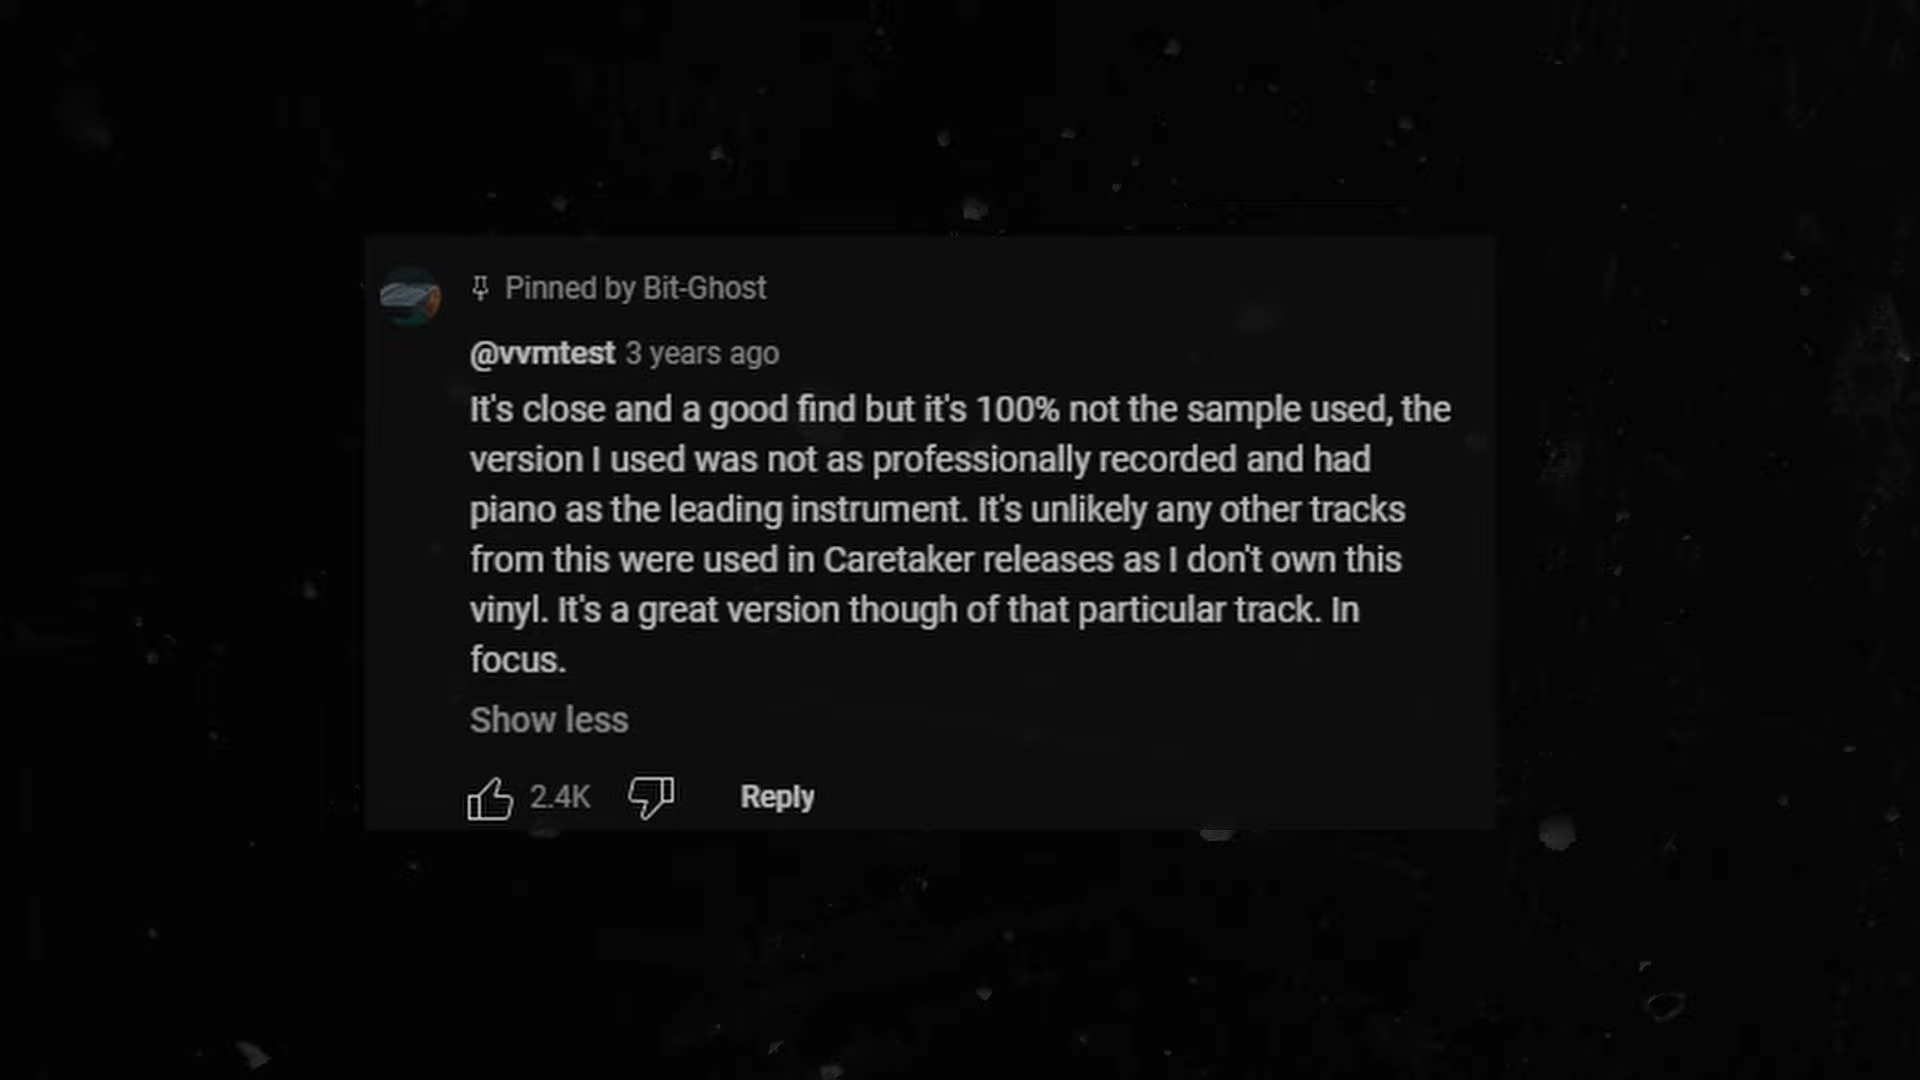 Pinned by Bit-Ghost
@vvmtest 3 years ago
It's close and a good find but it's 100% not the sample used, the
version I used was not as professionally recorded and had
piano as the leading instrument. It's unlikely any other tracks
from this were used in Caretaker releases as I don't own this
vinyl. It's a great version though of that particular track. In
focus.
Show less
2.4K Reply